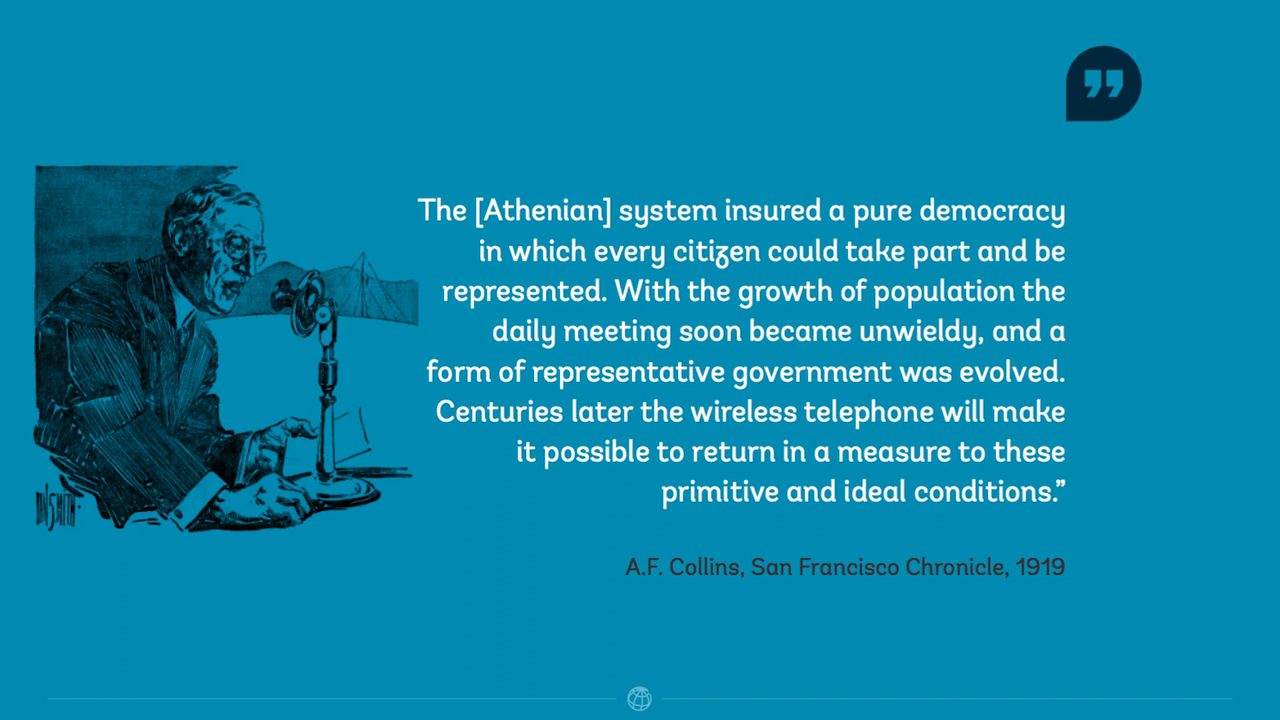 ”
The [Athenian] system insured a pure democracy
in which every citizen could take part and be
represented. With the growth of population the
daily meeting soon became unwieldy, and a
form of representative government was evolved.
Centuries later the wireless telephone will make
it possible to return in a measure to these
primitive and ideal conditions.”
A.F. Collins, San Francisco Chronicle, 1919